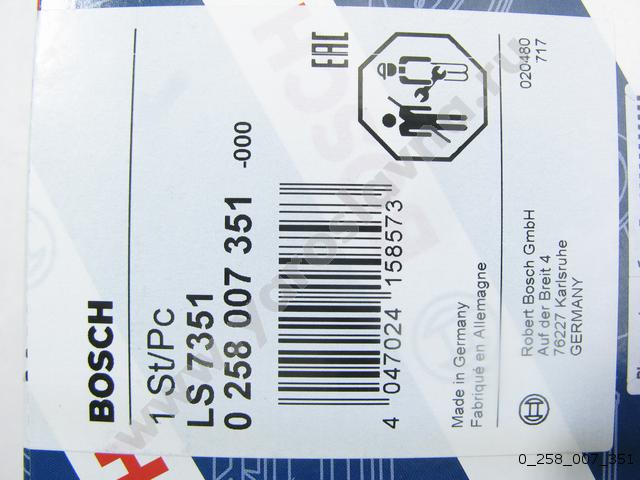 BOSCH
1 St/Pc
LS 7351
0 258 007 351 -000
4 047024 158573
EAC
Made in Germany
Fabriqué en Allemagne
020480
717
Robert Bosch GmbH
Auf der Breit 4
76227 Karlsruhe
GERMANY
0_258_007_351